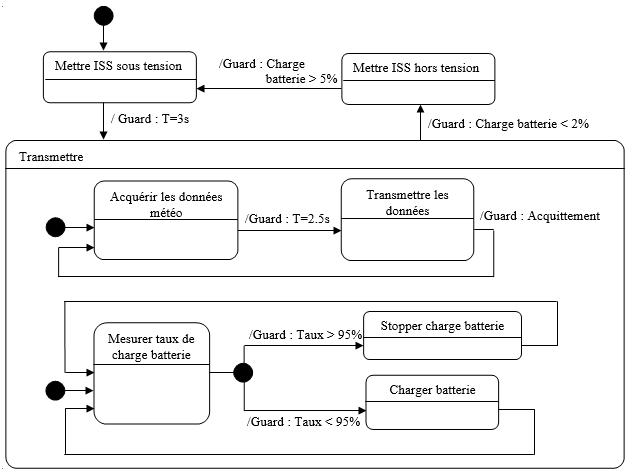 Mettre ISS sous tension
/Guard : Charge
batterie > 5%
Mettre ISS hors tension
/ Guard : T=3s
/Guard : Charge batterie < 2%
Transmettre
Acquérir les données
météo
/Guard : T=2.5s
Transmettre les
données
/Guard : Acquittement
Mesurer taux de
charge batterie
/Guard : Taux > 95%
Stopper charge batterie
/Guard : Taux < 95%
Charger batterie